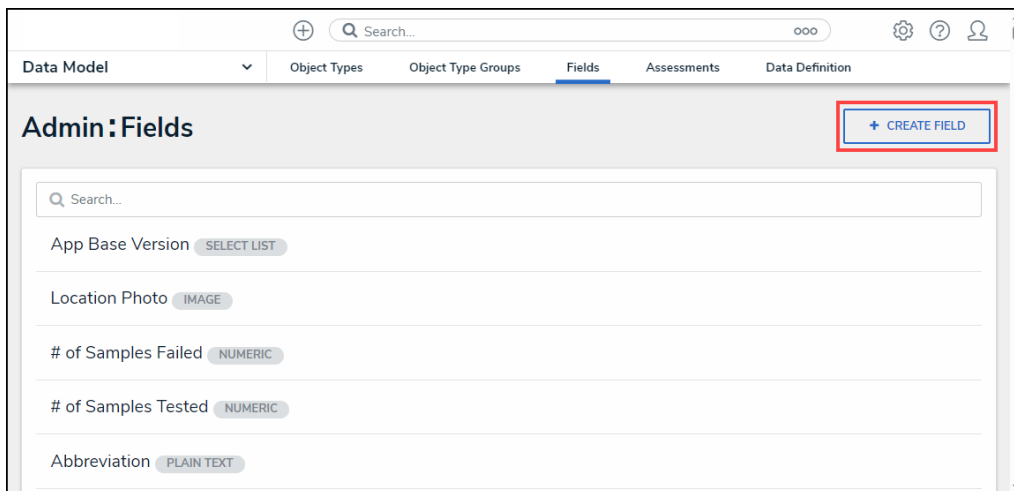 Search...
ooo
Data Model
Object Types
Object Type Groups
Fields
Assessments
Data Definition
Admin:Fields
+ CREATE FIELD
Search...
App Base Version SELECT LIST
Location Photo IMAGE
# of Samples Failed NUMERIC
# of Samples Tested NUMERIC
Abbreviation PLAIN TEXT